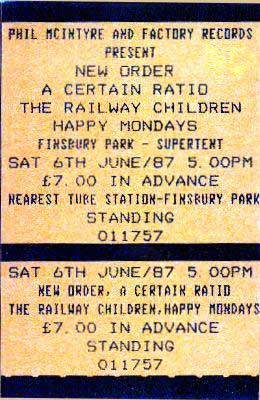 PHIL MCINTYRE AND FACTORY RECORDS
PRESENT
NEW ORDER
A CERTAIN RATIO
THE RAILWAY CHILDREN
HAPPY MONDAYS
FINSBURY PARK - SUPERTENT
SAT 6TH JUNE/87 5.00PM
£7.00 IN ADVANCE
NEAREST TUBE STATION-FINSBURY PARK
STANDING
011757
SAT 6TH JUNE/87 5.00PM
NEW ORDER, A CERTAIN RATIO
THE RAILWAY CHILDREN,HAPPY MONDAYS
£7.00 IN ADVANCE
STANDING
011757